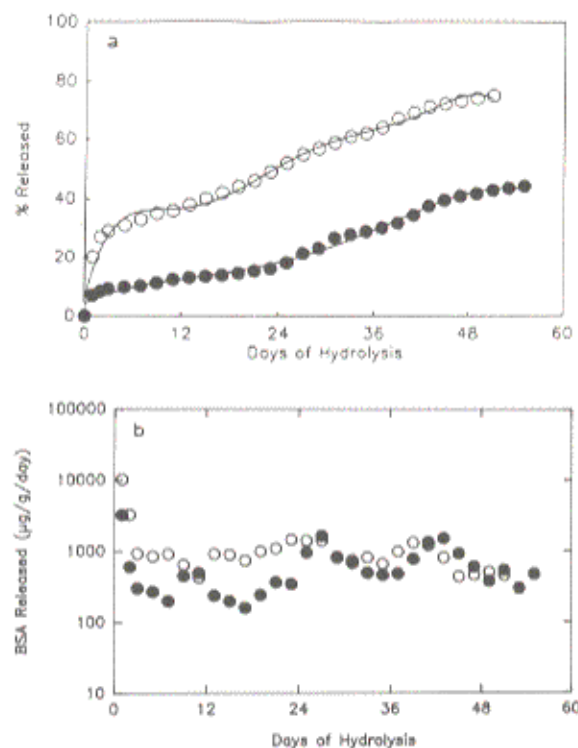 100
a
80
60
40
20
0
% Released
0 12 24 36 48 60
Days of Hydrolysis
100000
b
10000
1000
100
10
BSA Released (µg/g/day)
0 12 24 36 48 60
Days of Hydrolysis